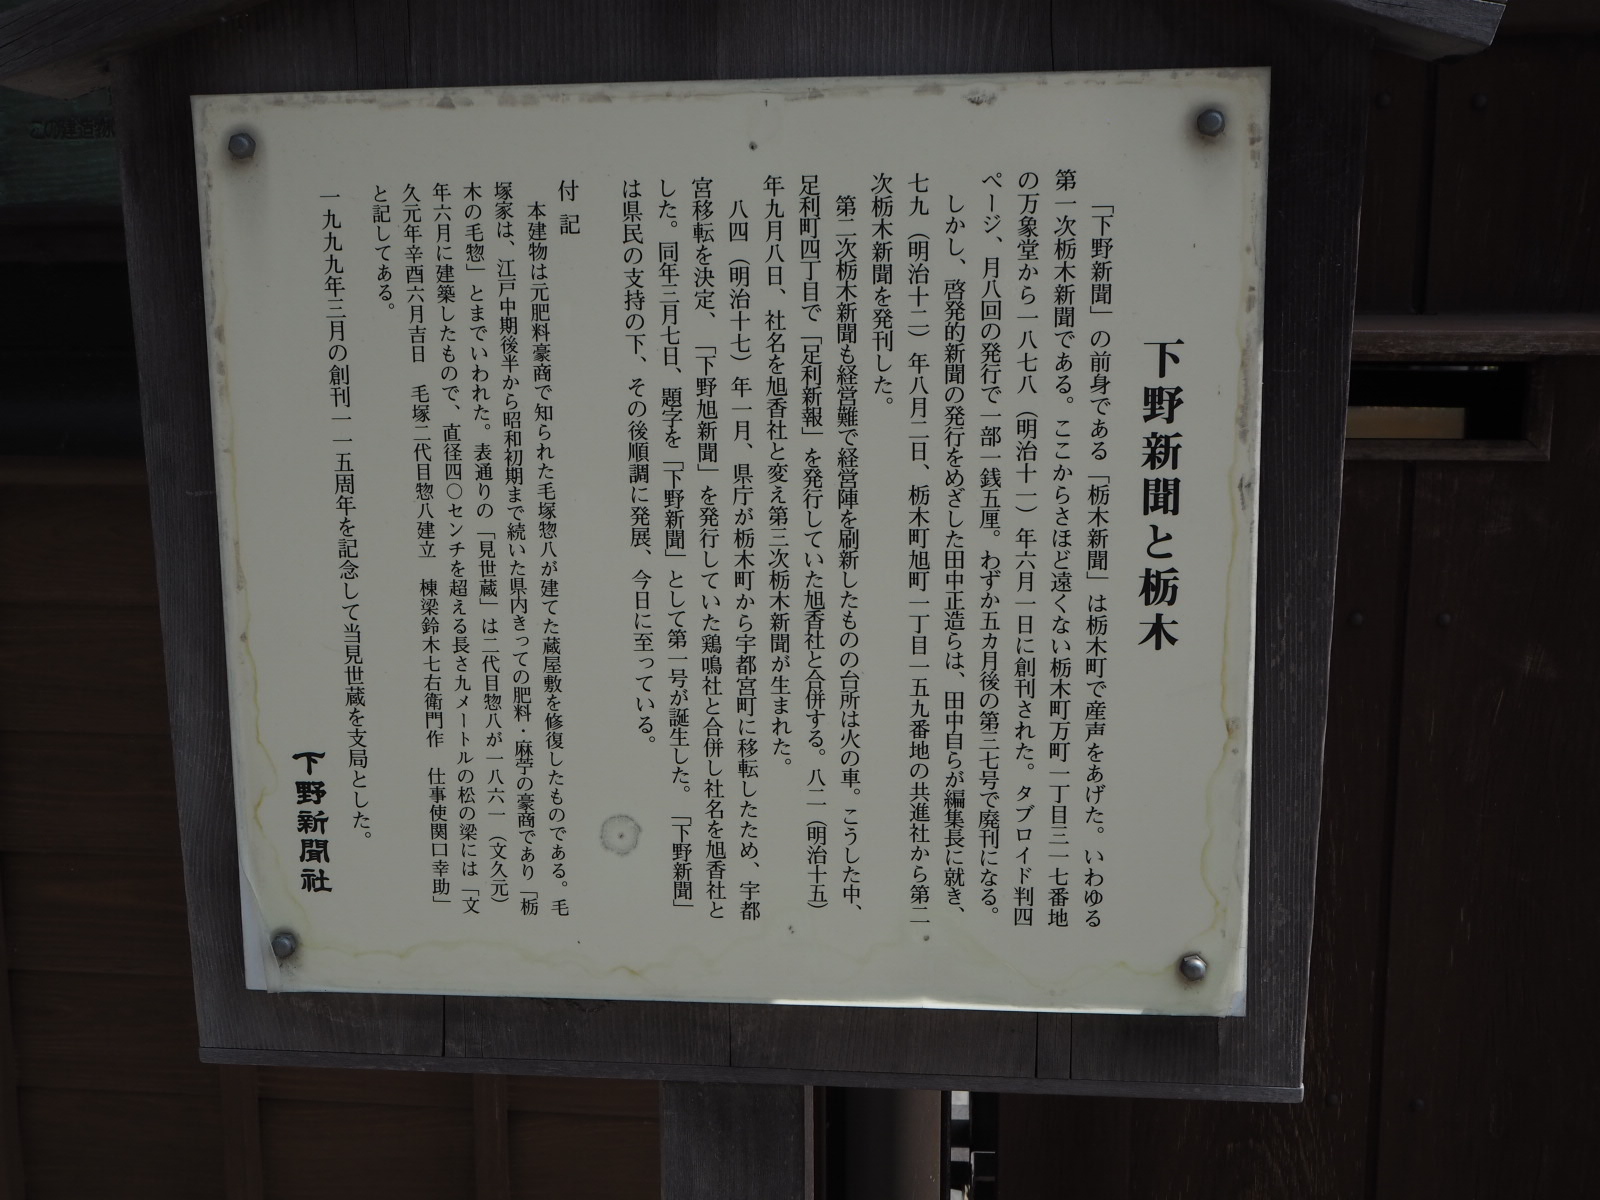 下野新聞と栃木
「下野新聞」の前身である「栃木新聞」は栃木町で産声をあげた。いわゆる
第一次栃木新聞である。ここからさほど遠くない栃木町万町一丁目三一七番地
の万象堂から一八七八（明治十一）年六月一日に創刊された。タブロイド判四
ページ、月八回の発行で一部一銭五厘。わずか五カ月後の第三七号で廃刊になる。
しかし、啓発的新聞の発行をめざした田中正造らは、田中自らが編集長に就き、
七九（明治十二）年八月二日、栃木町旭町一丁目一五九番地の共進社から第二
次栃木新聞を発刊した。
第二次栃木新聞も経営難で経営陣を刷新したものの台所は火の車。こうした中、
足利町四丁目で「足利新報」を発行していた旭香社と合併する。八二（明治十五）
年九月八日、社名を旭香社と変え第三次栃木新聞が生まれた。
八四（明治十七）年一月、県庁が栃木町から宇都宮町に移転したため、宇都
宮移転を決定、「下野旭新聞」を発行していた鶏鳴社と合併し社名を旭香社と
した。同年三月七日、題字を「下野新聞」として第一号が誕生した。「下野新聞」
は県民の支持の下、その後順調に発展、今日に至っている。
付記
本建物は元肥料豪商で知られた毛塚惣八が建てた蔵屋敷を修復したものである。毛
塚家は、江戸中期後半から昭和初期まで続いた県内きっての肥料・麻苧の豪商であり「栃
木の毛惣」とまでいわれた。表通りの「見世蔵」は二代目惣八が一八六一（文久元）
年六月に建築したもので、直径四〇センチを超える長さ九メートルの松の梁には「文
久元年辛酉六月吉日　毛塚二代目惣八建立　棟梁鈴木七右衛門作　仕事使関口幸助」
と記してある。
一九九九年三月の創刊一一五周年を記念して当見世蔵を支局とした。
下野新聞社
この建造物